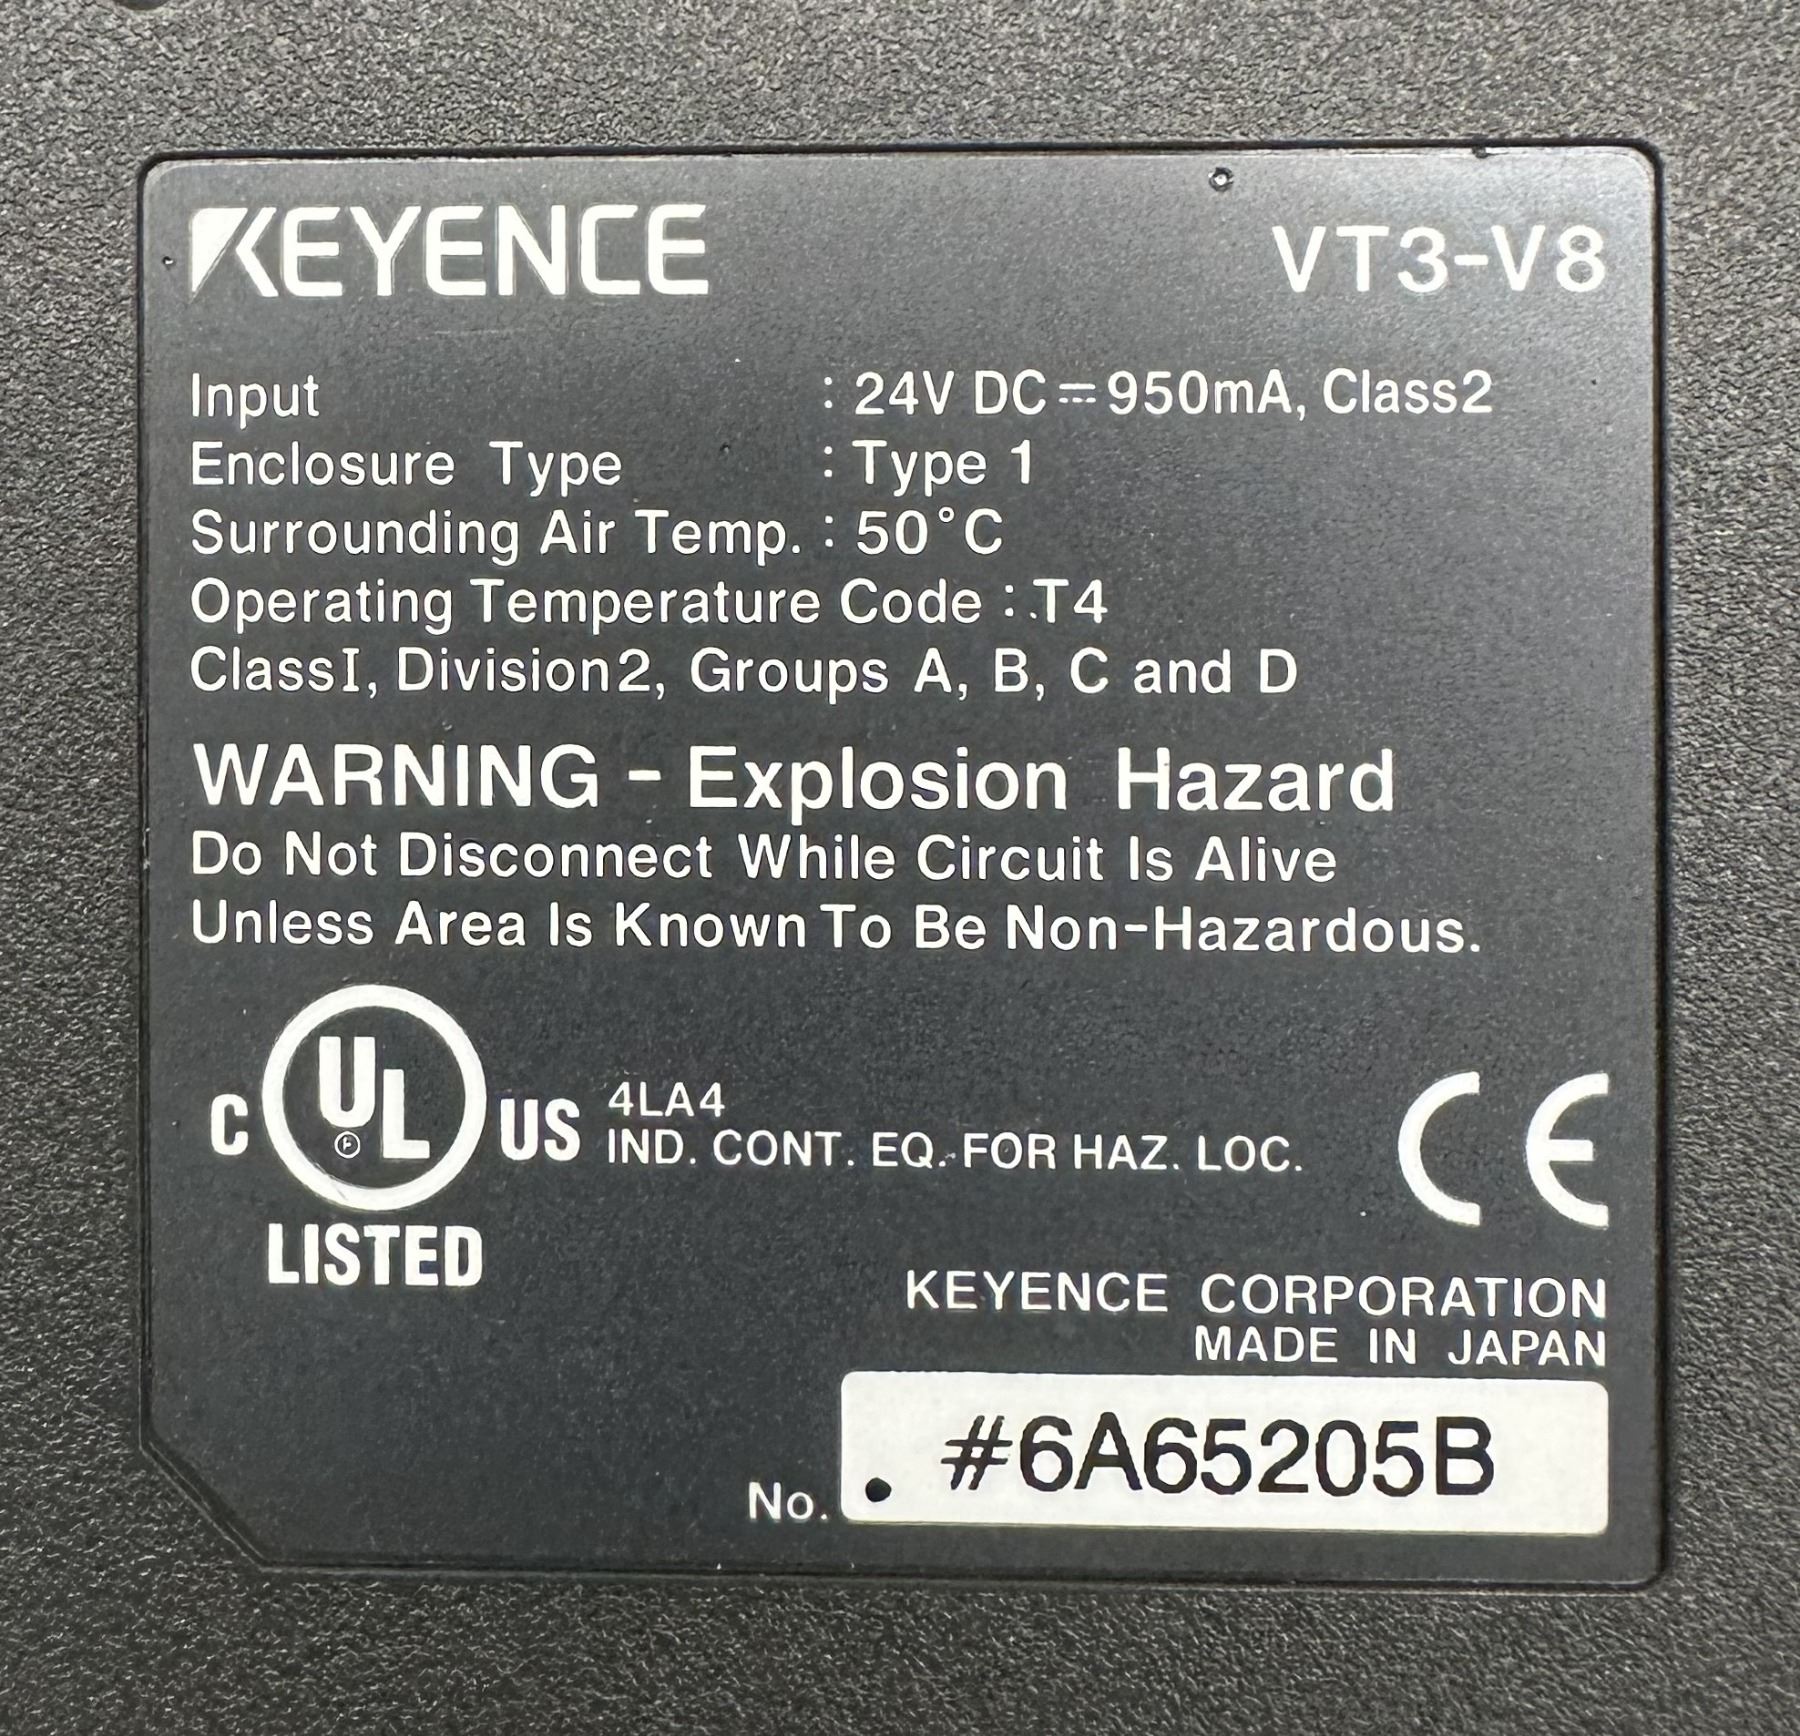 KEYENCE VT3-V8
Input : 24V DC⎓950mA, Class2
Enclosure Type : Type 1
Surrounding Air Temp. : 50°C
Operating Temperature Code : T4
ClassI, Division2, Groups A, B, C and D
WARNING - Explosion Hazard
Do Not Disconnect While Circuit Is Alive
Unless Area Is Known To Be Non-Hazardous.
C UL US LISTED
4LA4
IND. CONT. EQ. FOR HAZ. LOC.
CE
KEYENCE CORPORATION
MADE IN JAPAN
No. #6A65205B